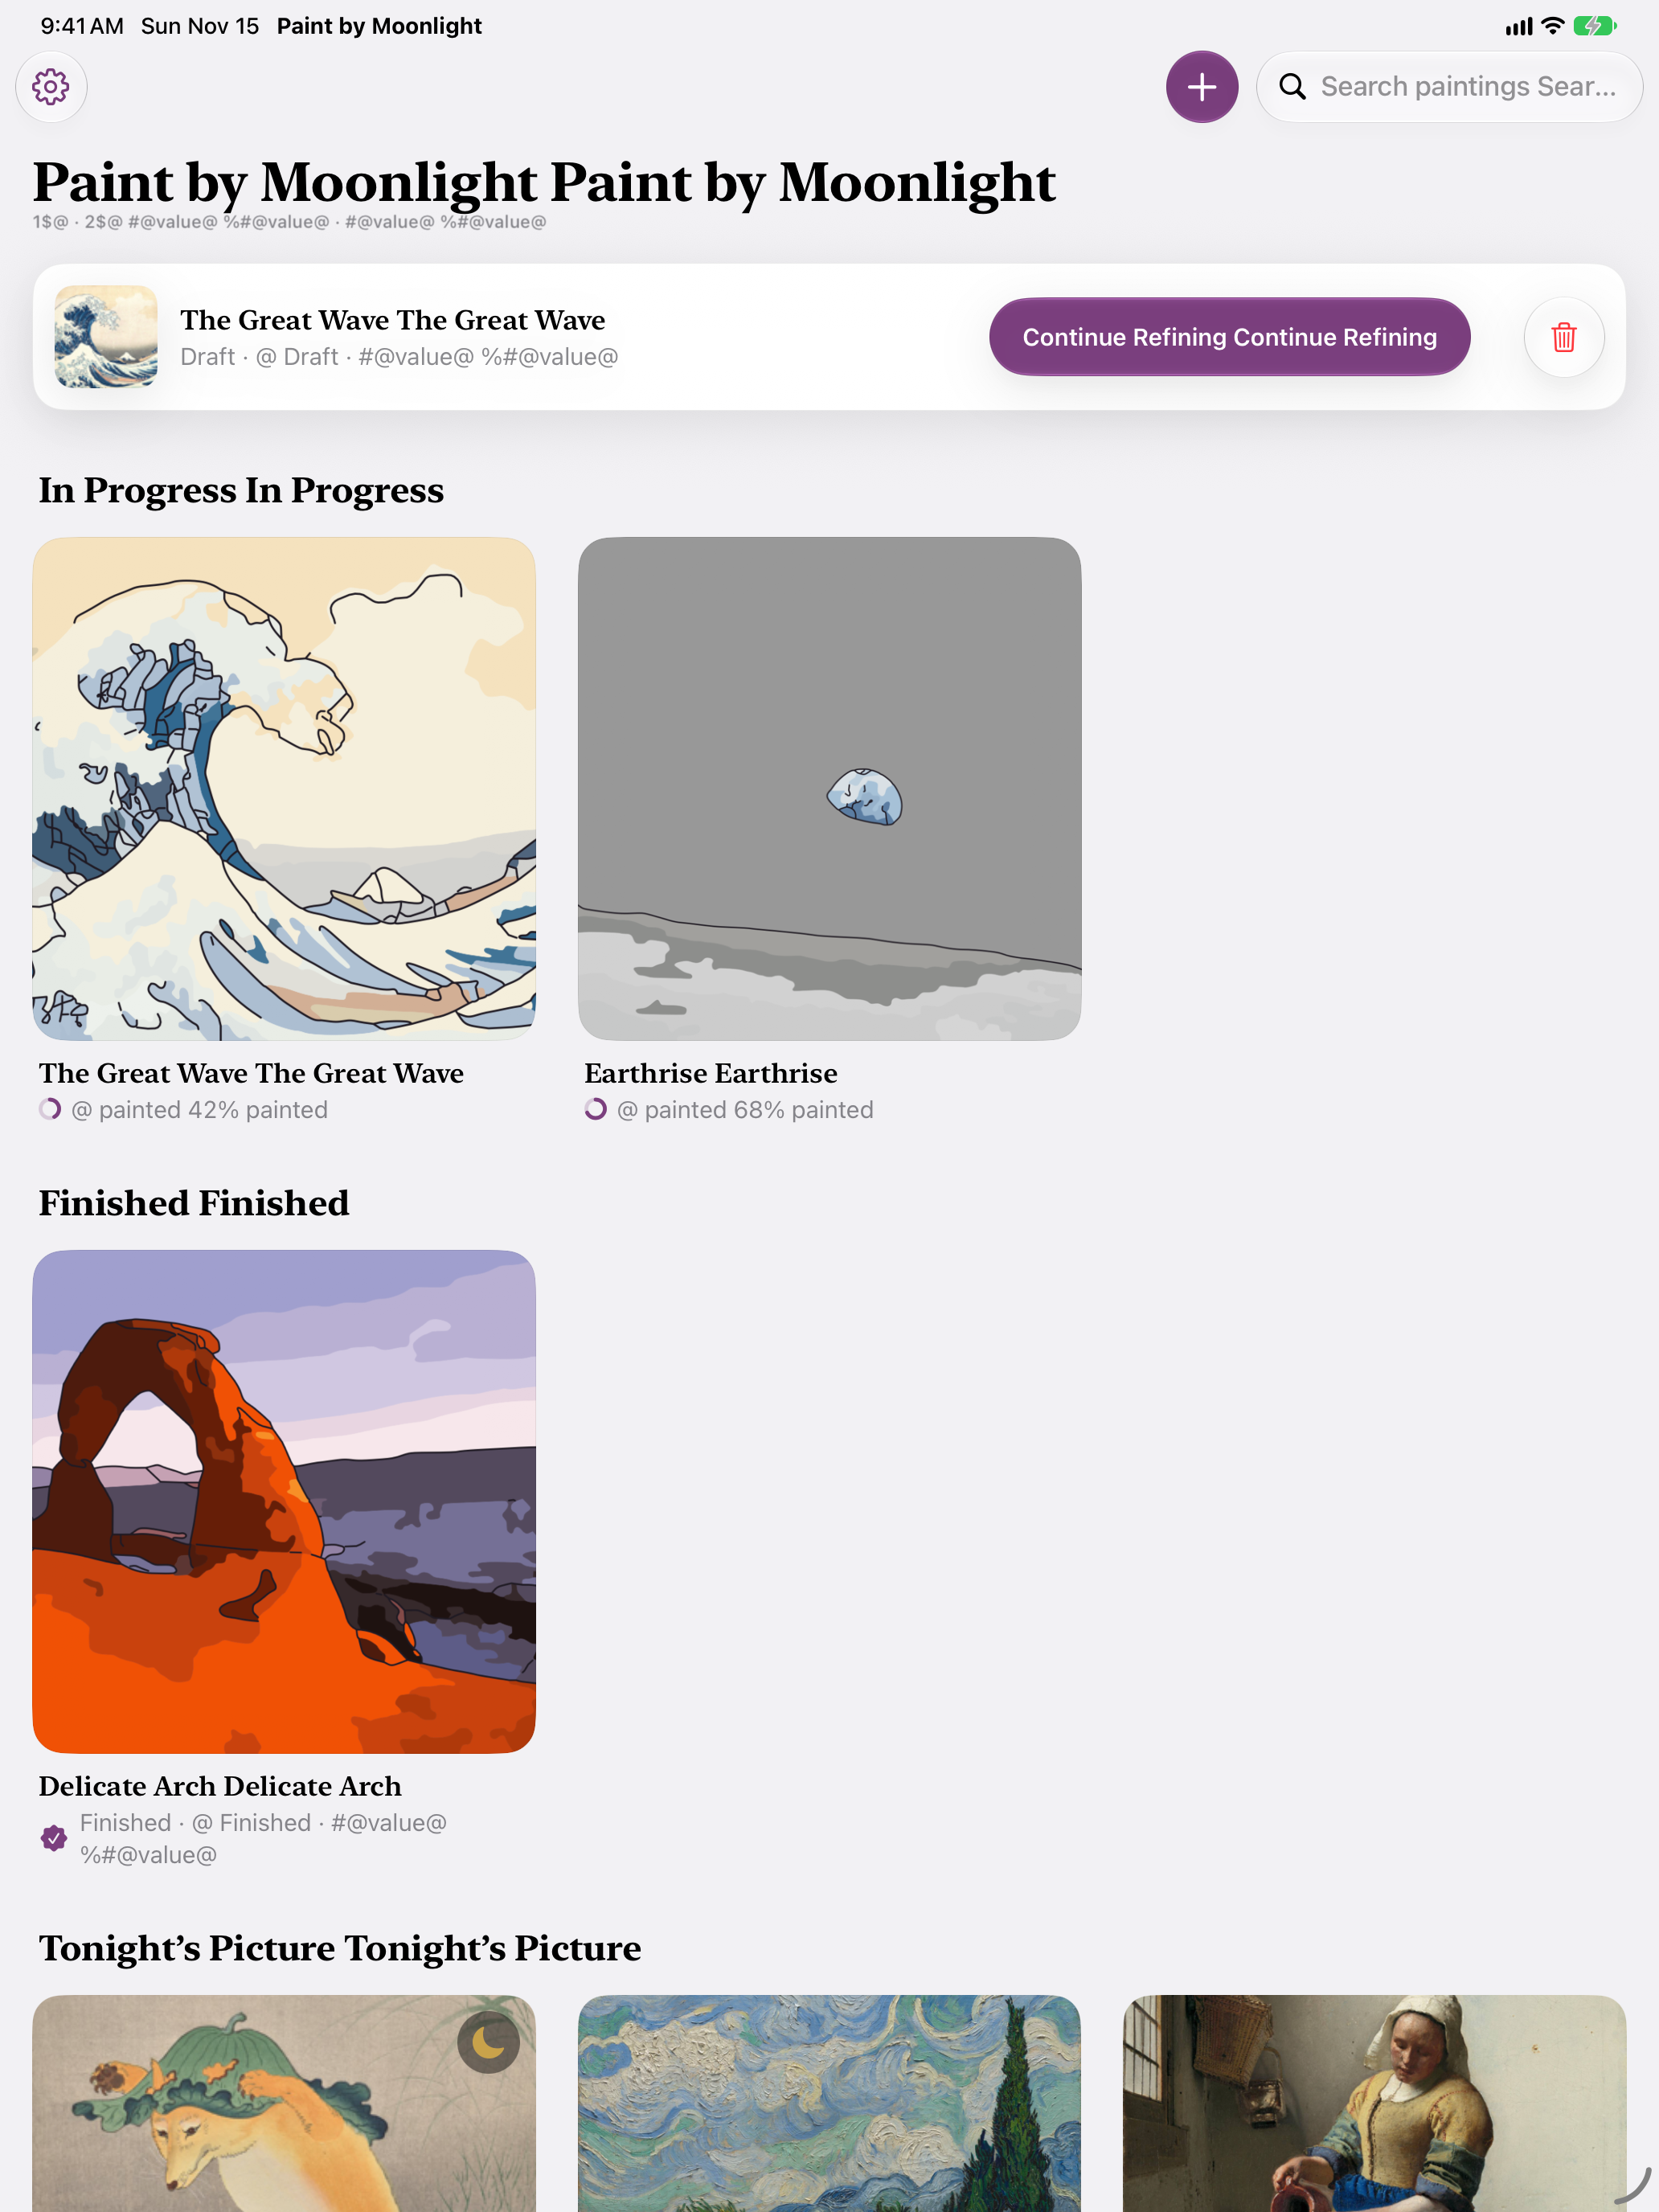 9:41 AM Sun Nov 15 Paint by Moonlight
Search paintings Sear...
Paint by Moonlight Paint by Moonlight
1$@ · 2$@ #@value@ %#@value@ · #@value@ %#@value@
The Great Wave The Great Wave
Draft · @ Draft · #@value@ %#@value@
Continue Refining Continue Refining
In Progress In Progress
The Great Wave The Great Wave
@ painted 42% painted
Earthrise Earthrise
@ painted 68% painted
Finished Finished
Delicate Arch Delicate Arch
Finished · @ Finished · #@value@
%#@value@
Tonight’s Picture Tonight’s Picture